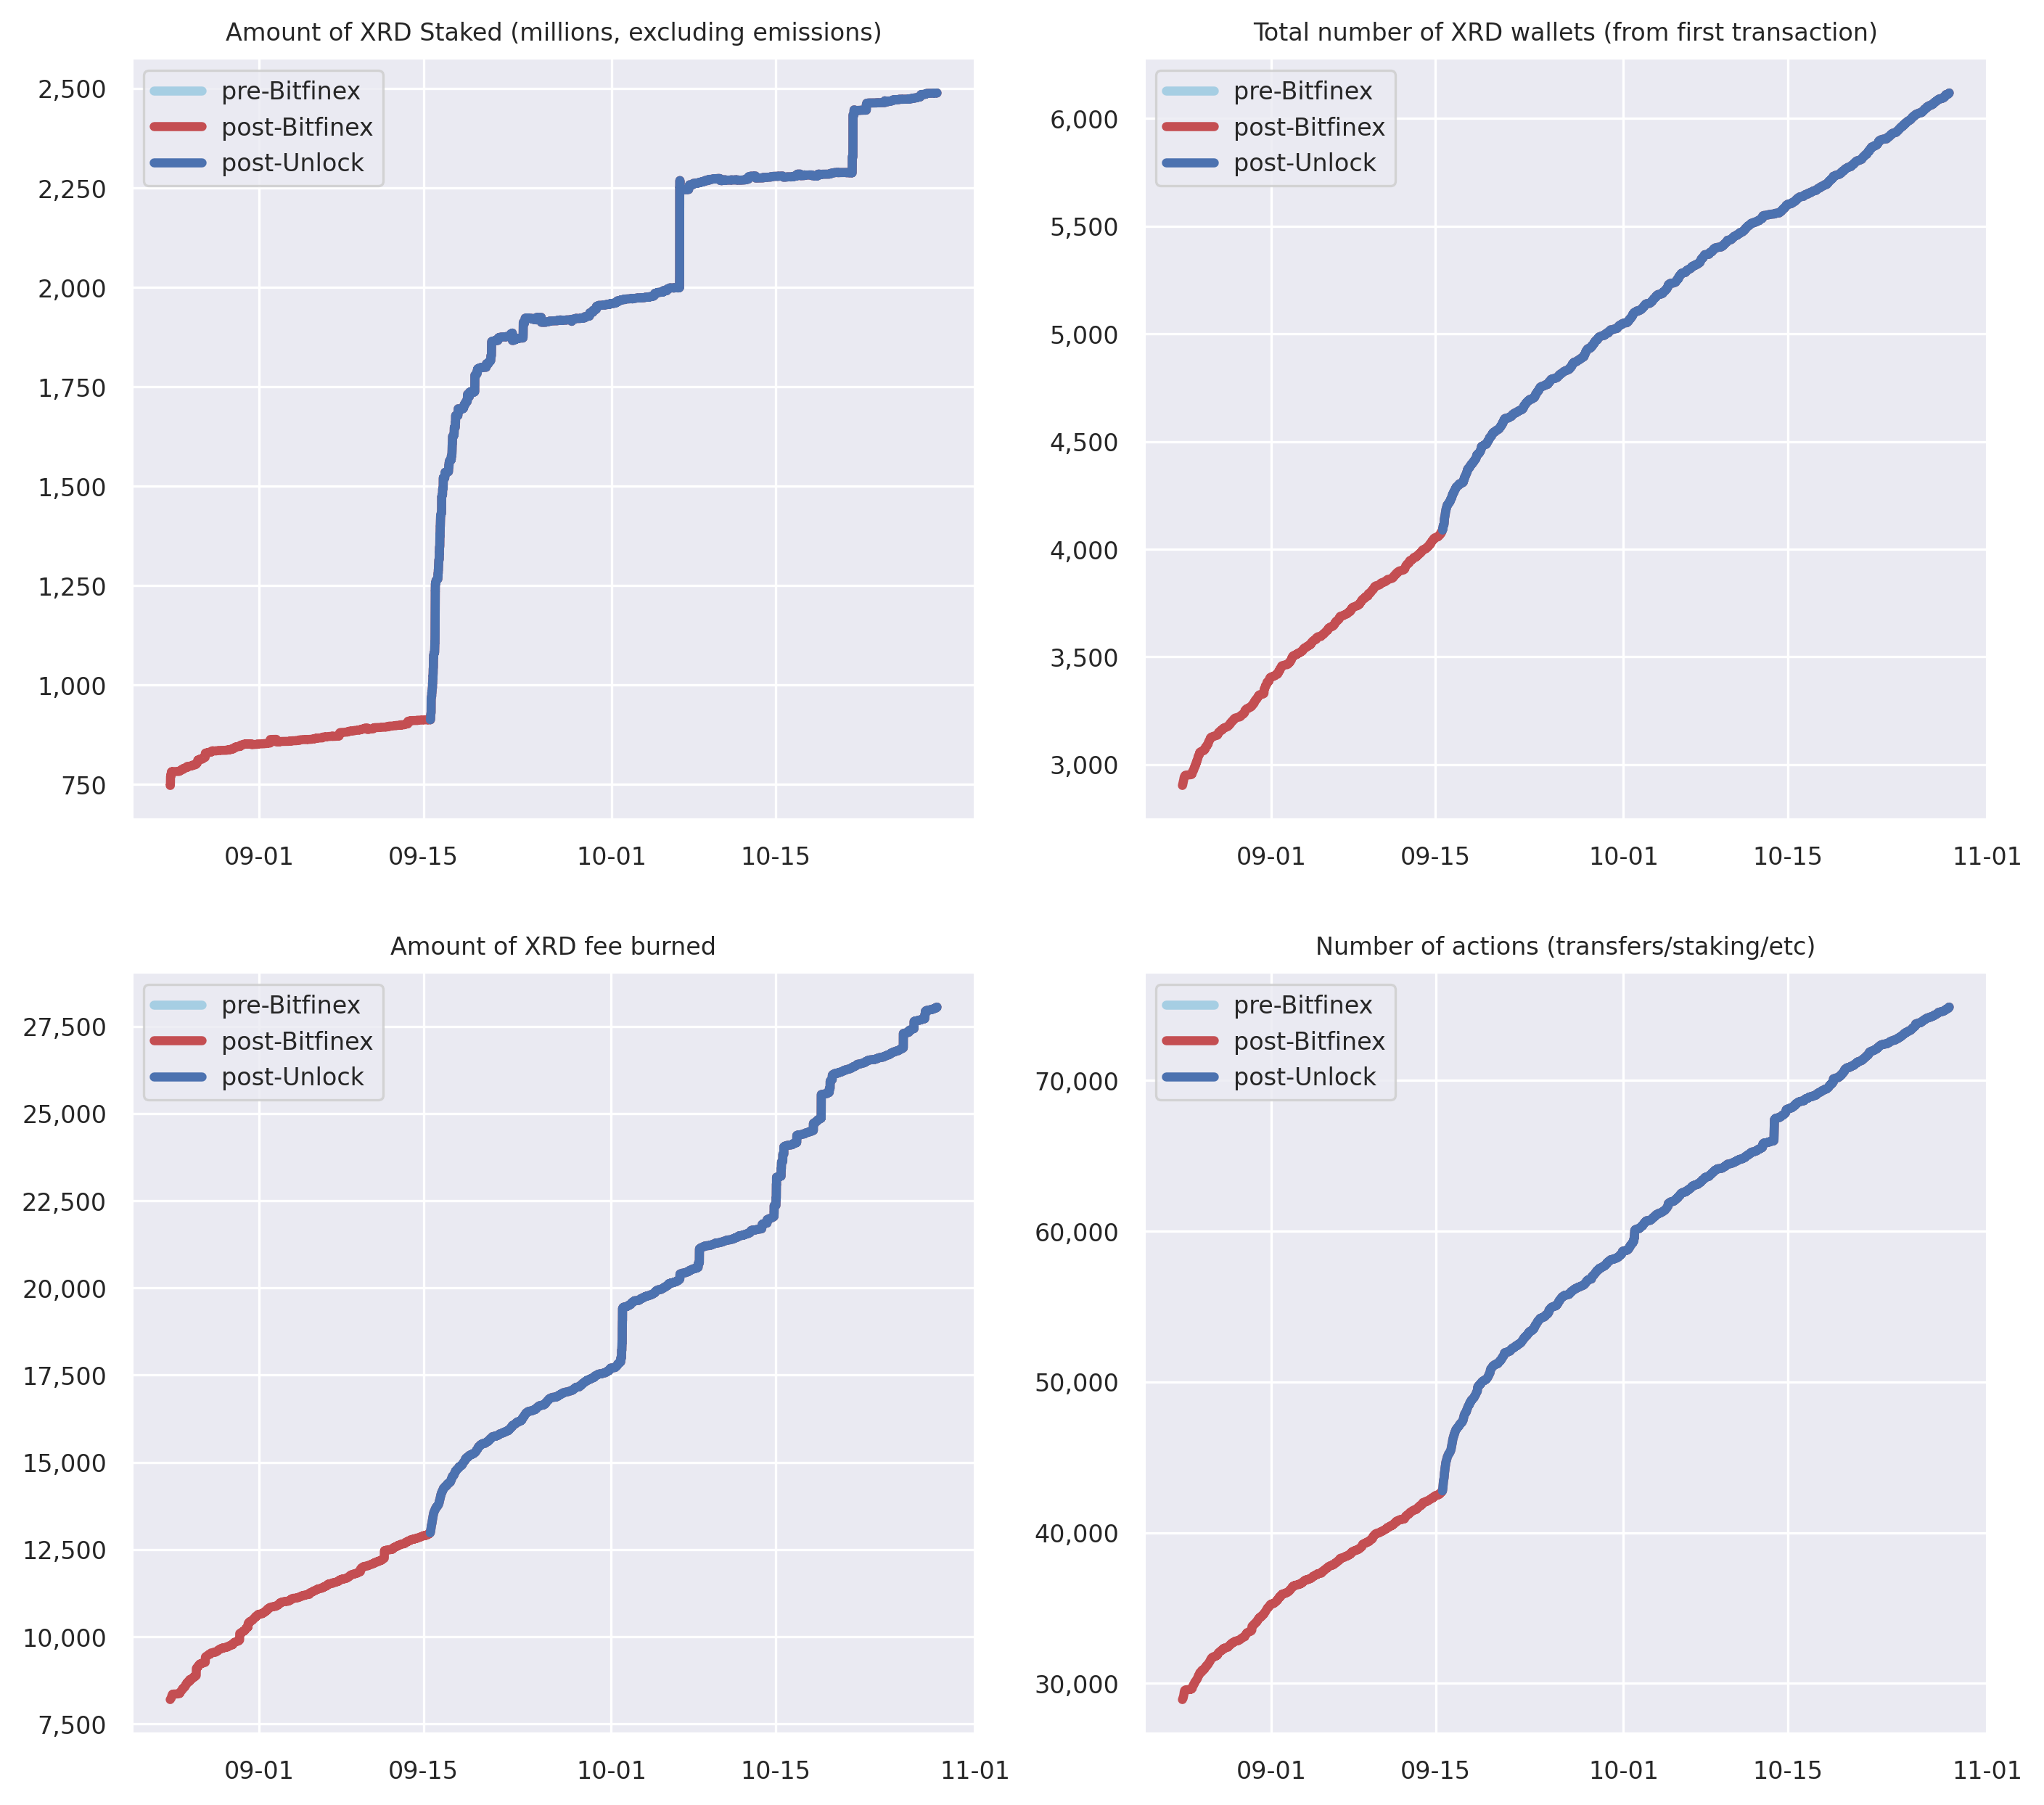 Amount of XRD Staked (millions, excluding emissions)
pre-Bitfinex
post-Bitfinex
post-Unlock
2,500
2,250
2,000
1,750
1,500
1,250
1,000
750
09-01 09-15 10-01 10-15
Total number of XRD wallets (from first transaction)
pre-Bitfinex
post-Bitfinex
post-Unlock
6,000
5,500
5,000
4,500
4,000
3,500
3,000
09-01 09-15 10-01 10-15 11-01
Amount of XRD fee burned
pre-Bitfinex
post-Bitfinex
post-Unlock
27,500
25,000
22,500
20,000
17,500
15,000
12,500
10,000
7,500
09-01 09-15 10-01 10-15 11-01
Number of actions (transfers/staking/etc)
pre-Bitfinex
post-Bitfinex
post-Unlock
70,000
60,000
50,000
40,000
30,000
09-01 09-15 10-01 10-15 11-01